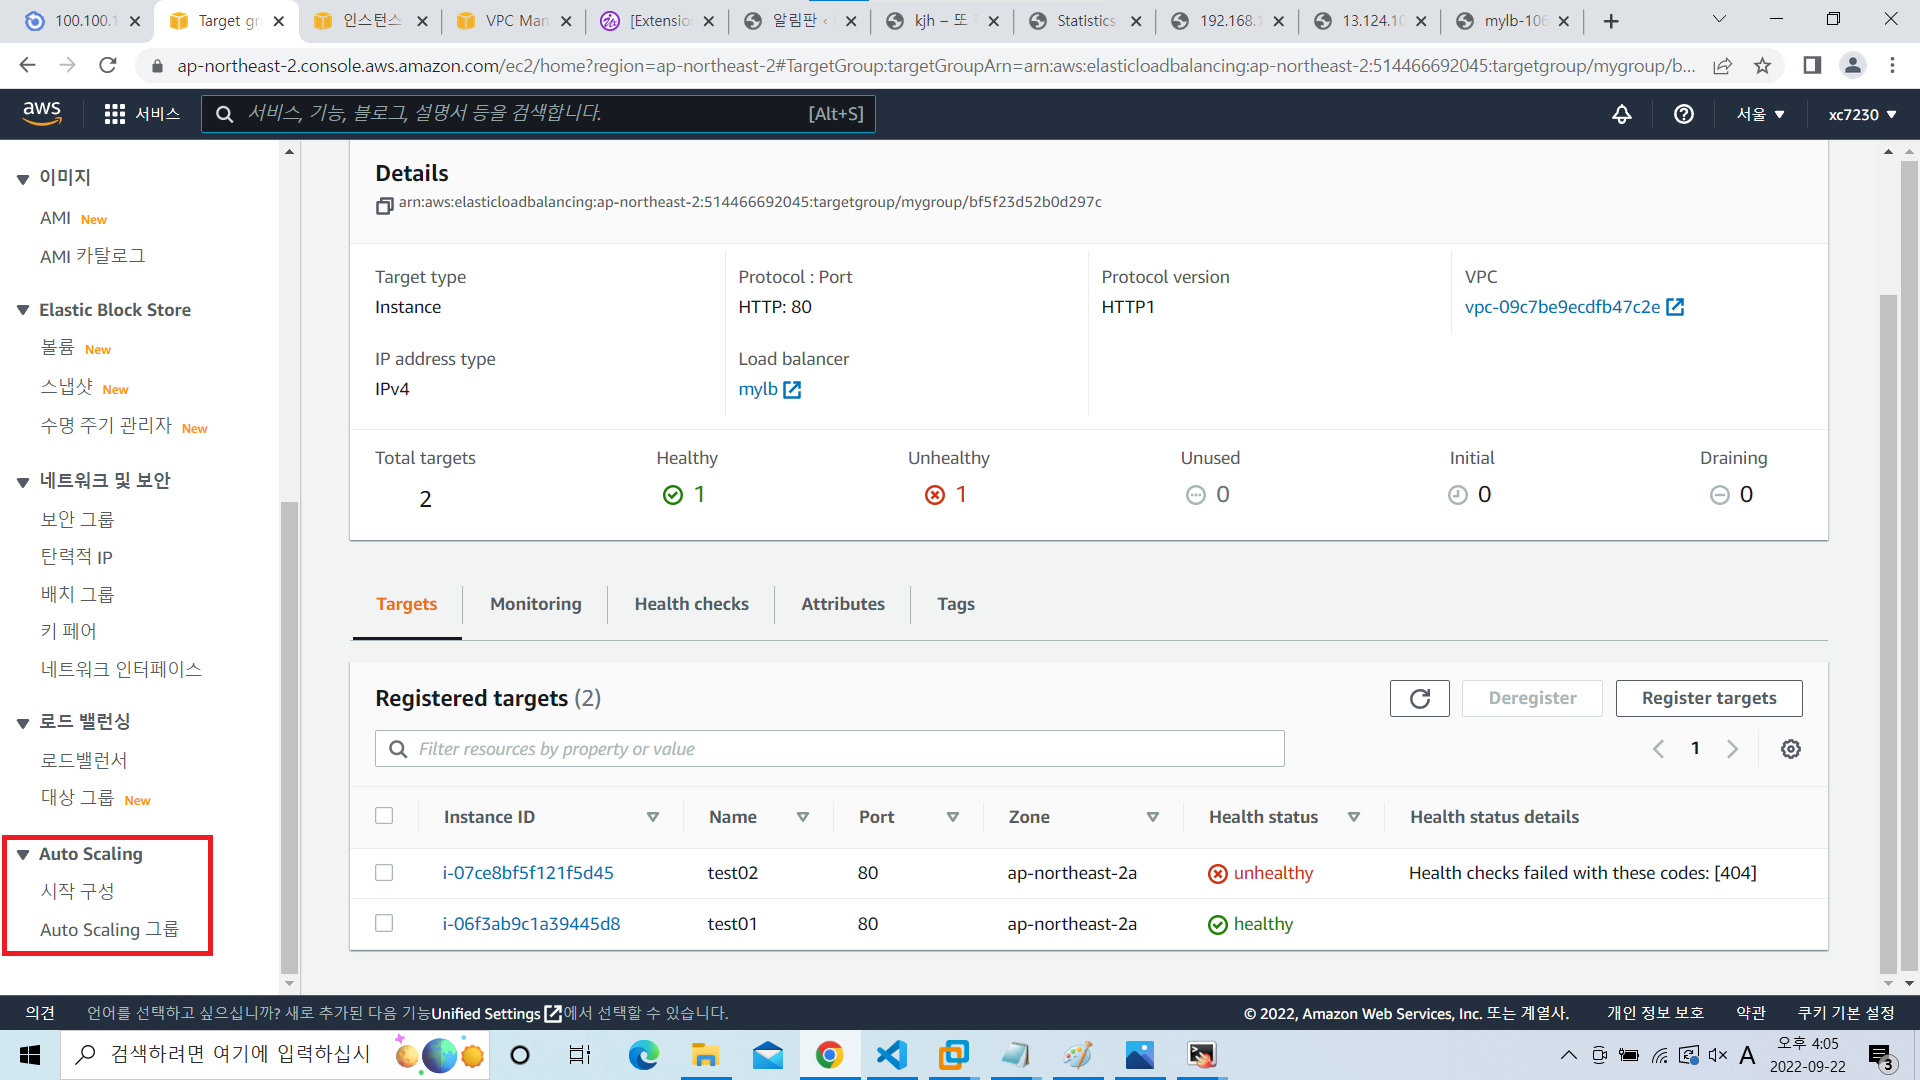 100.100.1
Target gr
인스턴스
VPC Man
[Extensio
알림판 ‹
kjh – 또
Statistics
192.168.1
13.124.10
mylb-106
ap-northeast-2.console.aws.amazon.com/ec2/home?region=ap-northeast-2#TargetGroup:targetGroupArn=arn:aws:elasticloadbalancing:ap-northeast-2:514466692045:targetgroup/mygroup/b...
aws
서비스
서비스, 기능, 블로그, 설명서 등을 검색합니다.
[Alt+S]
서울
xc7230
이미지
AMI New
AMI 카탈로그
Elastic Block Store
볼륨 New
스냅샷 New
수명 주기 관리자 New
네트워크 및 보안
보안 그룹
탄력적 IP
배치 그룹
키 페어
네트워크 인터페이스
로드 밸런싱
로드밸런서
대상 그룹 New
Auto Scaling
시작 구성
Auto Scaling 그룹
Details
arn:aws:elasticloadbalancing:ap-northeast-2:514466692045:targetgroup/mygroup/bf5f23d52b0d297c
Target type
Instance
Protocol : Port
HTTP: 80
Protocol version
HTTP1
VPC
vpc-09c7be9ecdfb47c2e
IP address type
IPv4
Load balancer
mylb
Total targets
2
Healthy
1
Unhealthy
1
Unused
0
Initial
0
Draining
0
Targets
Monitoring
Health checks
Attributes
Tags
Registered targets (2)
Deregister
Register targets
Filter resources by property or value
1
Instance ID Name Port Zone Health status Health status details
i-07ce8bf5f121f5d45 test02 80 ap-northeast-2a unhealthy Health checks failed with these codes: [404]
i-06f3ab9c1a39445d8 test01 80 ap-northeast-2a healthy
의견
언어를 선택하고 싶으십니까? 새로 추가된 다음 기능Unified Settings에서 선택할 수 있습니다.
© 2022, Amazon Web Services, Inc. 또는 계열사.
개인 정보 보호
약관
쿠키 기본 설정
검색하려면 여기에 입력하십시
A
오후 4:05
2022-09-22
3